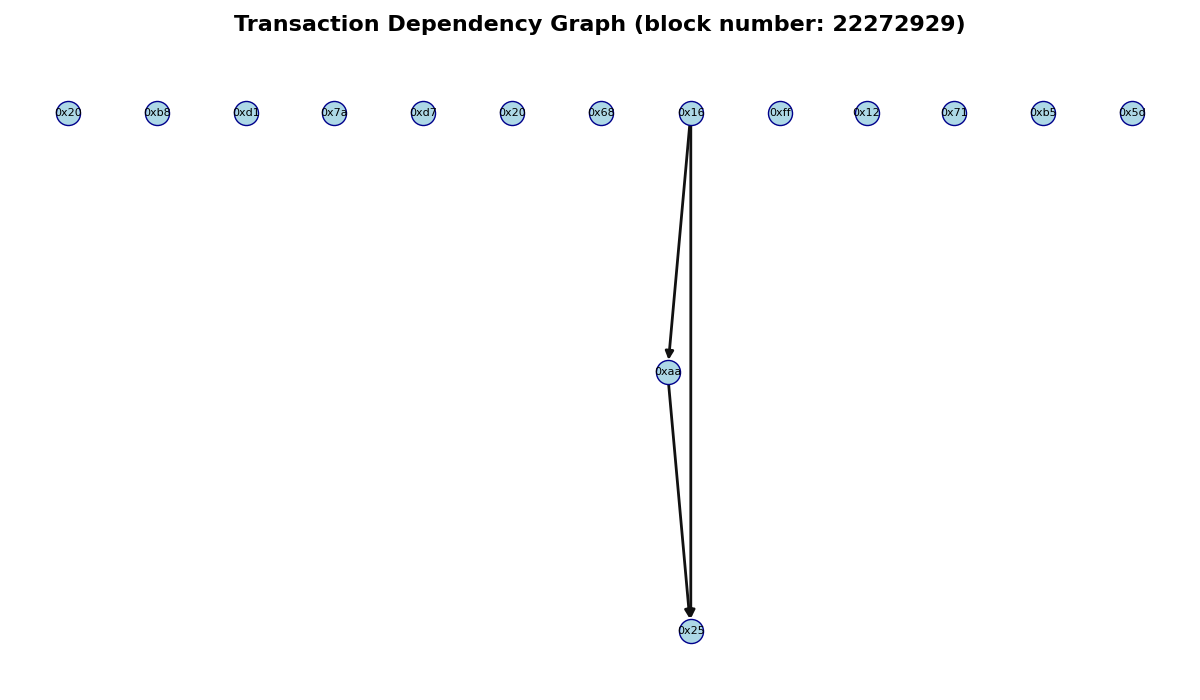 Transaction Dependency Graph (block number: 22272929)
0x20 0xb8 0xd1 0x7a 0xd7 0x20 0x68 0x16 0xff 0x12 0x71 0xb5 0x5d
0xaa
0x25